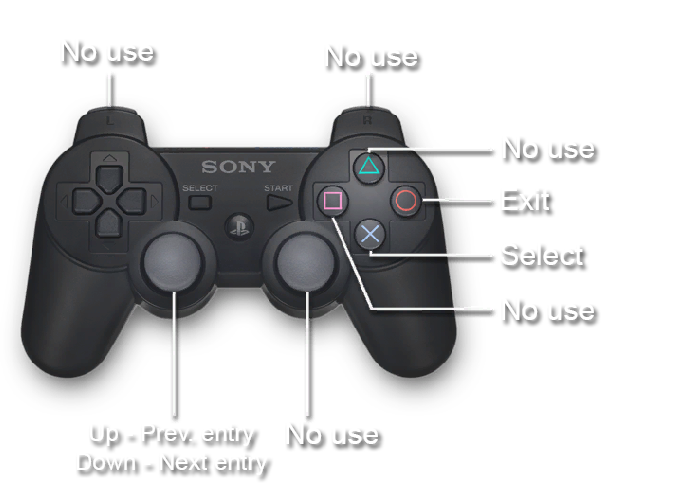 No use
No use
L
R
No use
SONY
SELECT
START
Exit
Select
No use
Up - Prev. entry
Down - Next entry
No use